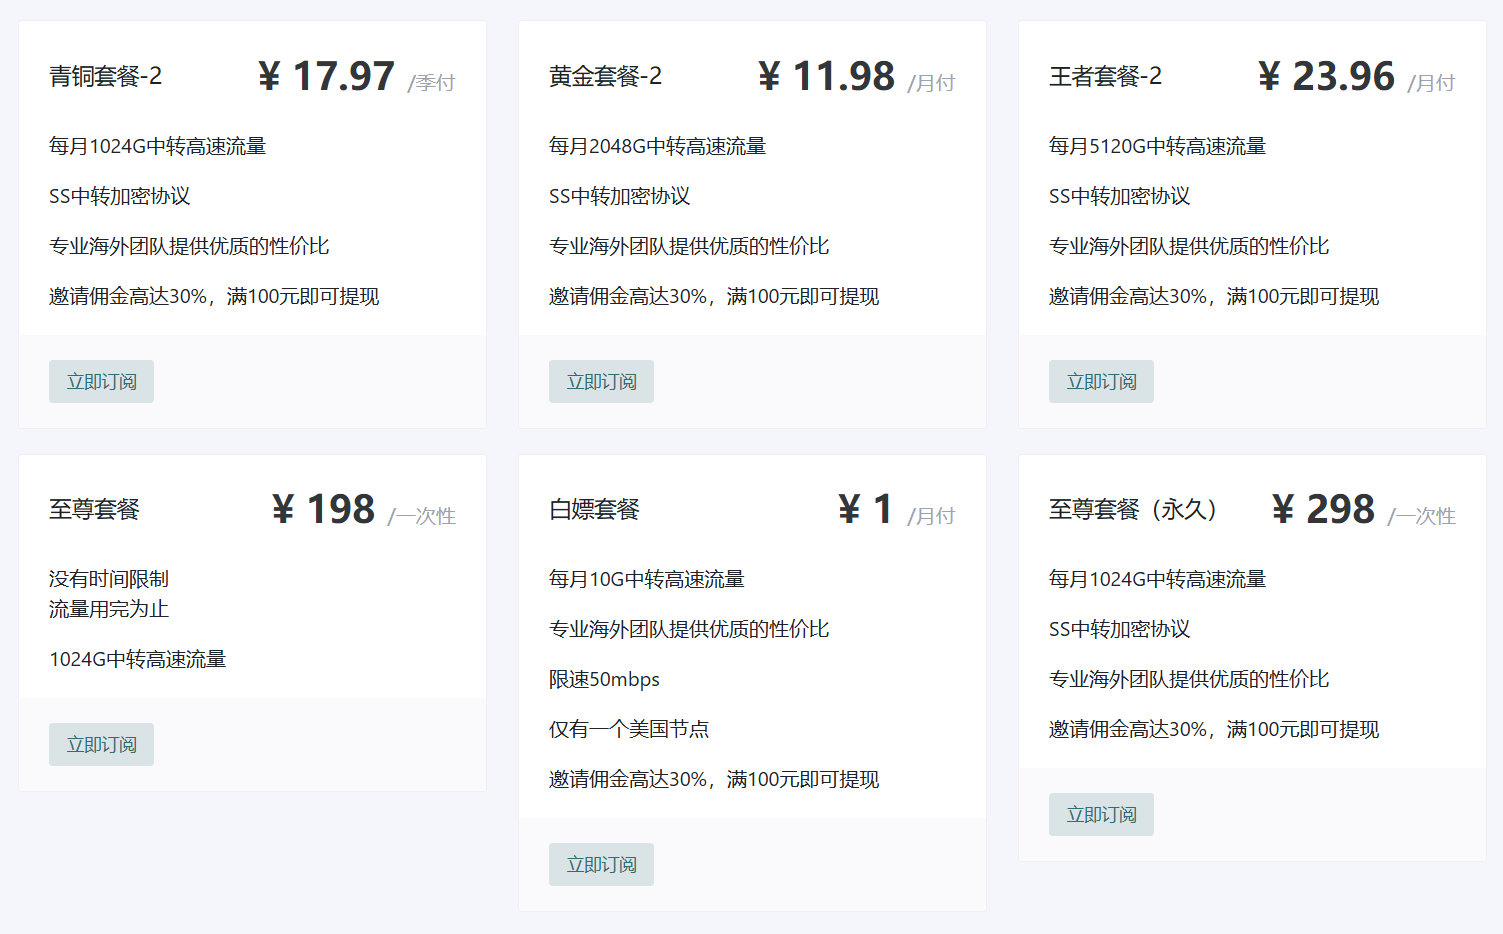 青铜套餐-2
¥ 17.97 /季付
每月1024G中转高速流量
SS中转加密协议
专业海外团队提供优质的性价比
邀请佣金高达30%，满100元即可提现
立即订阅
黄金套餐-2
¥ 11.98 /月付
每月2048G中转高速流量
SS中转加密协议
专业海外团队提供优质的性价比
邀请佣金高达30%，满100元即可提现
立即订阅
王者套餐-2
¥ 23.96 /月付
每月5120G中转高速流量
SS中转加密协议
专业海外团队提供优质的性价比
邀请佣金高达30%，满100元即可提现
立即订阅
至尊套餐
¥ 198 /一次性
没有时间限制
流量用完为止
1024G中转高速流量
立即订阅
白嫖套餐
¥ 1 /月付
每月10G中转高速流量
专业海外团队提供优质的性价比
限速50mbps
仅有一个美国节点
邀请佣金高达30%，满100元即可提现
立即订阅
至尊套餐（永久）
¥ 298 /一次性
每月1024G中转高速流量
SS中转加密协议
专业海外团队提供优质的性价比
邀请佣金高达30%，满100元即可提现
立即订阅